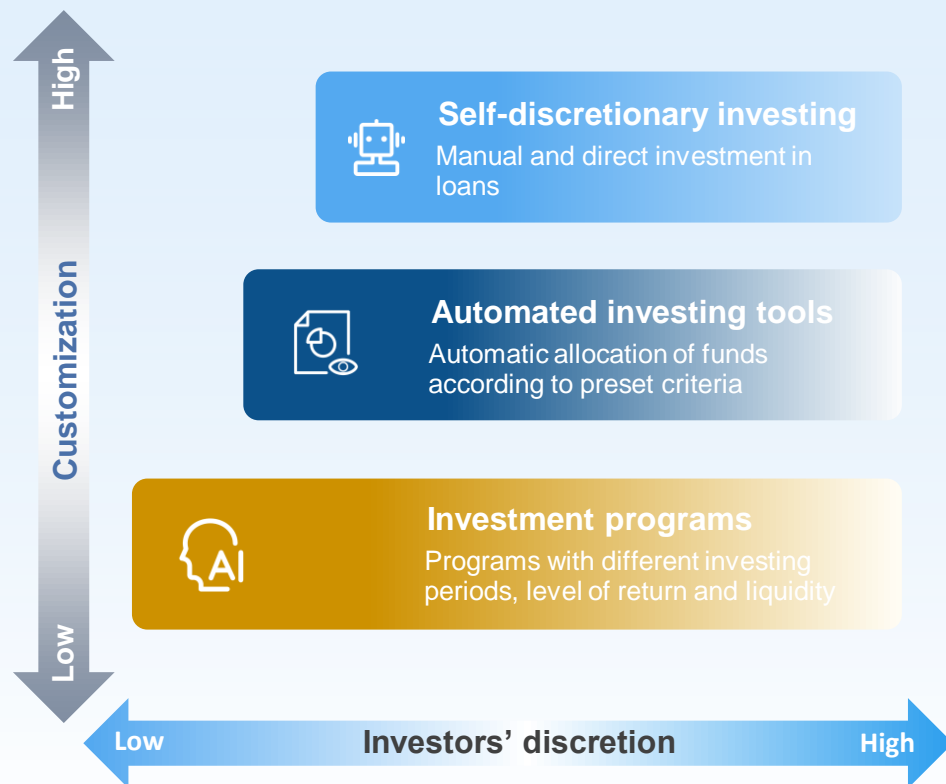 High
Customization
Low
Self-discretionary investing
Manual and direct investment in
loans
Automated investing tools
Automatic allocation of funds
according to preset criteria
AI
Investment programs
Programs with different investing
periods, level of return and liquidity
Low
Investors’ discretion
High